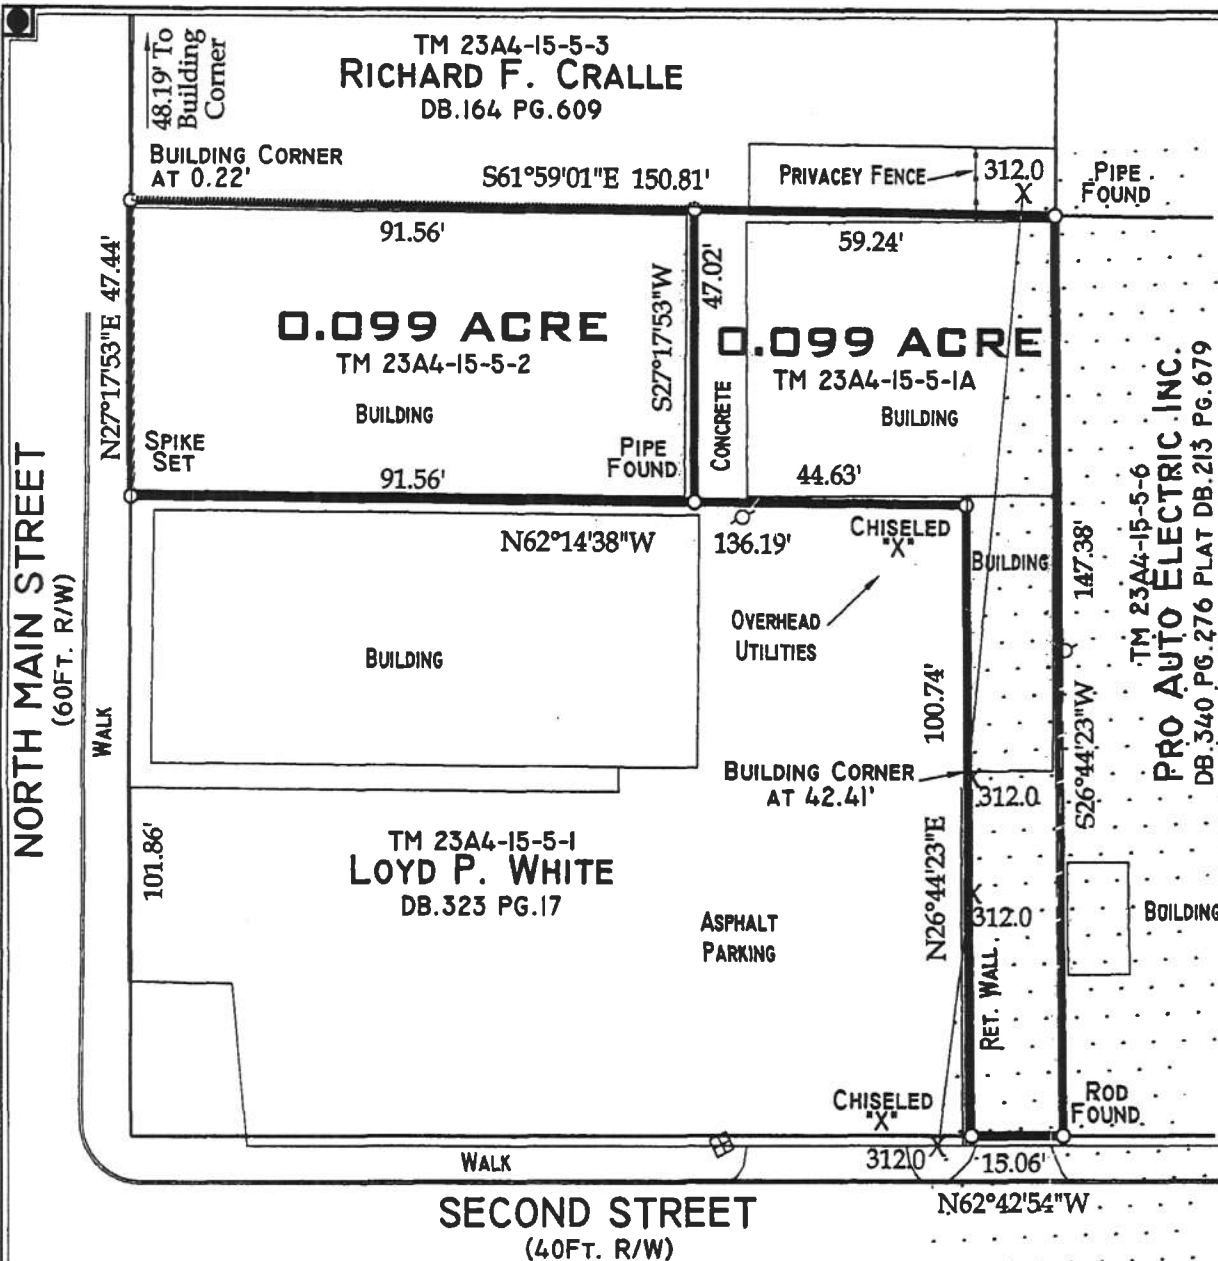 48.19' To
Building
Corner
TM 23A4-15-5-3
RICHARD F. CRALLE
DB.164 PG.609
BUILDING CORNER
AT 0.22'
S61°59'01"E 150.81'
PRIVACEY FENCE
312.0
X
PIPE
FOUND
91.56'
59.24'
N27°17'53"E 47.44'
S27°17'53"W
47.02'
0.099 ACRE
TM 23A4-15-5-2
BUILDING
0.099 ACRE
TM 23A4-15-5-1A
BUILDING
CONCRETE
SPIKE
SET
PIPE
FOUND
91.56'
44.63'
N62°14'38"W
136.19'
CHISELED
"X"
BUILDING
OVERHEAD
UTILITIES
BUILDING
147.38'
S26°44'23"W
TM 23A4-15-5-6
PRO AUTO ELECTRIC INC.
DB.340 PG.276 PLAT DB.213 PG.679
NORTH MAIN STREET
(60FT. R/W)
WALK
100.74'
BUILDING CORNER
AT 42.41'
X
312.0
N26°44'23"E
101.86'
TM 23A4-15-5-1
LOYD P. WHITE
DB.323 PG.17
X
312.0
BUILDING
ASPHALT
PARKING
RET. WALL
CHISELED
"X"
ROD
FOUND
312.0
X
15.06'
WALK
N62°42'54"W
SECOND STREET
(40FT. R/W)